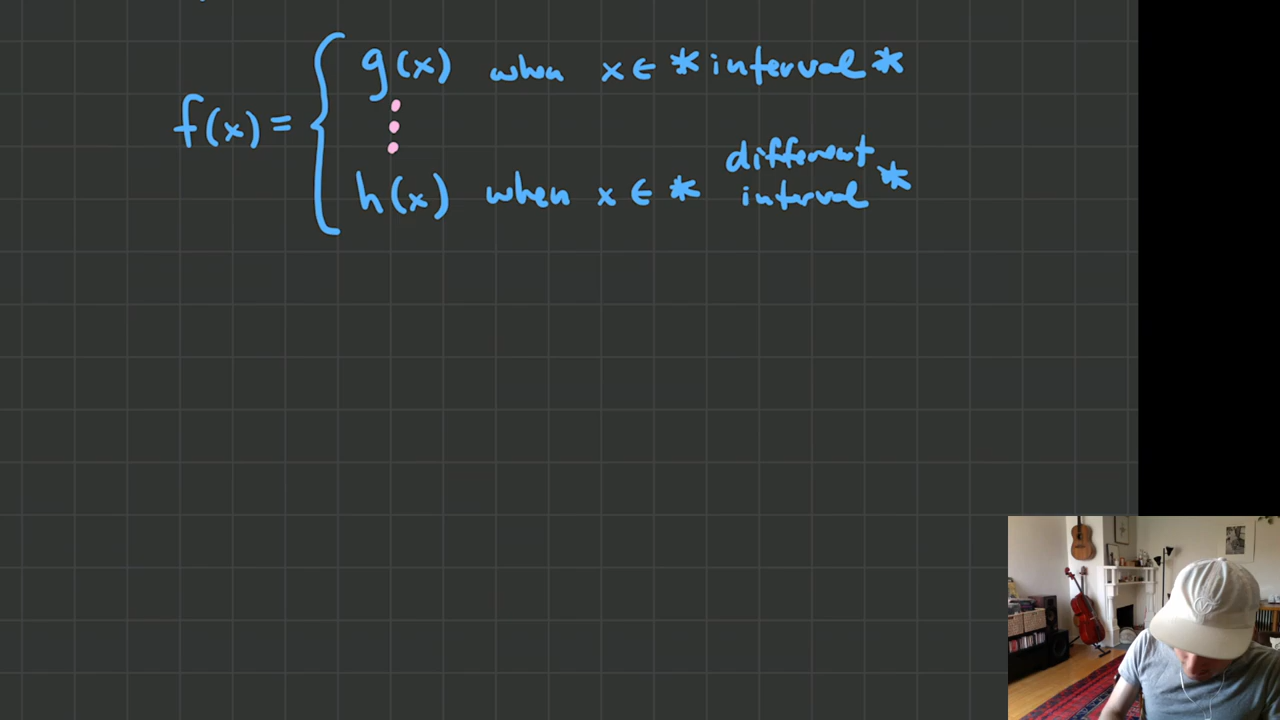 f(x) = { g(x) when x ∈ * interval *
⋮
h(x) when x ∈ * different interval *